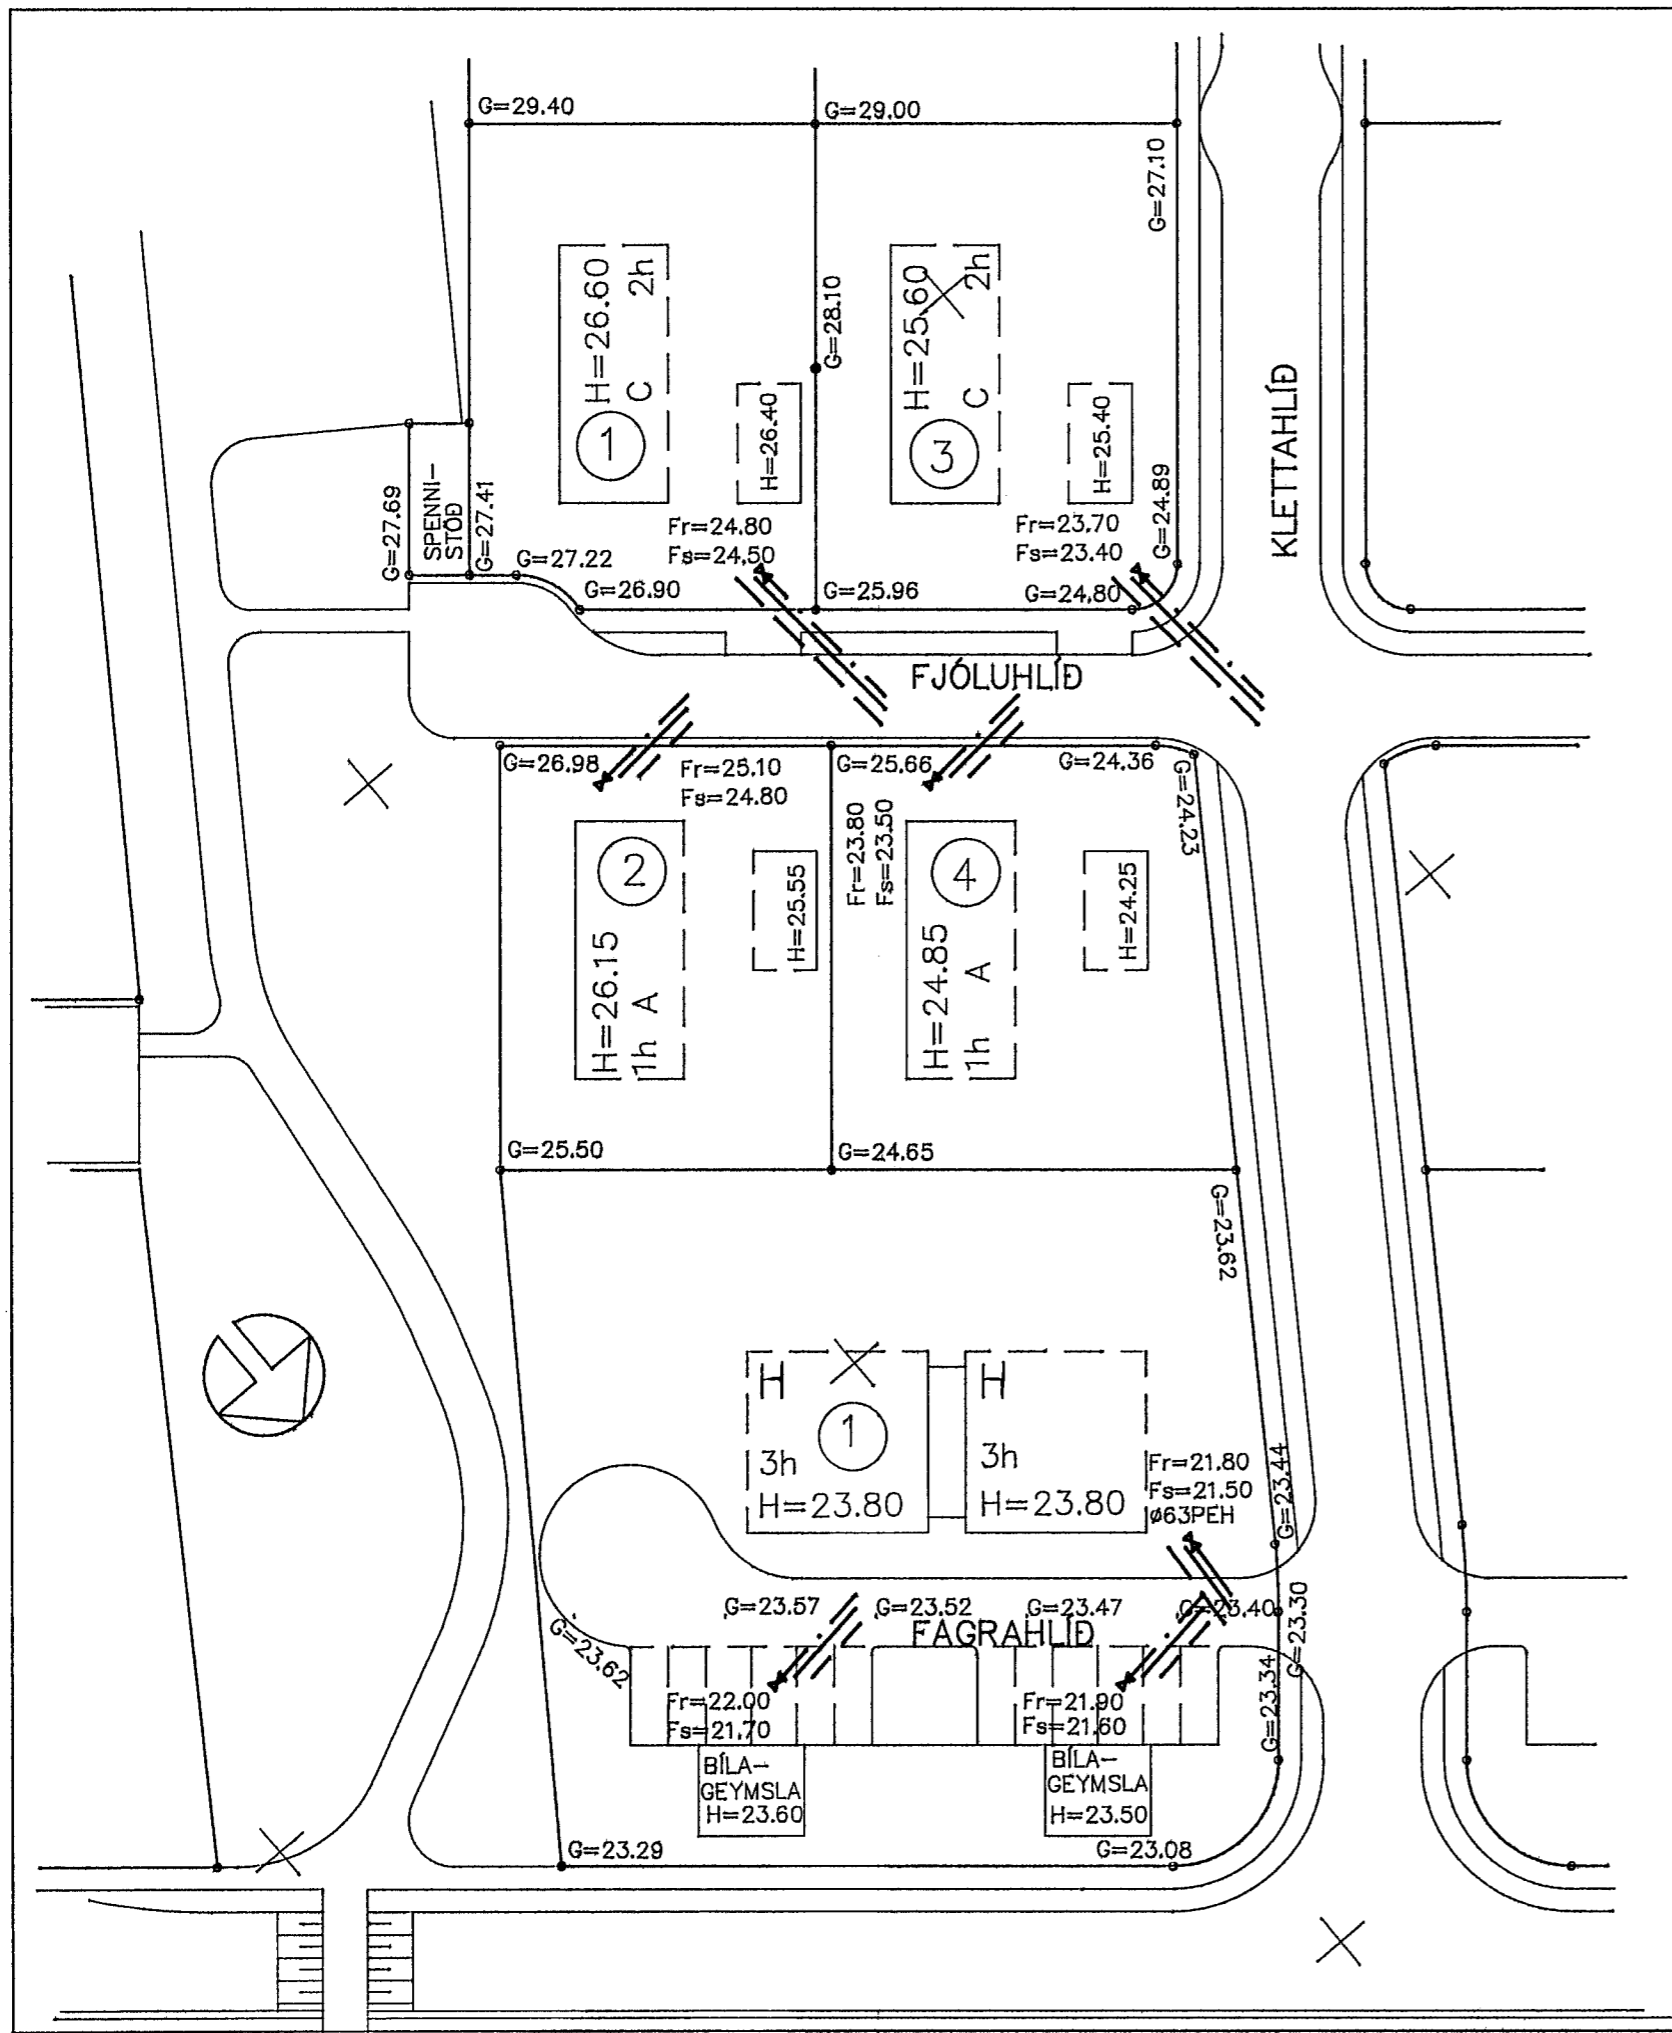 G=29.40
G=29.00
G=27.10
H=26.60
C 2h
1
H=26.40
G=28.10
H=25.60
C 2h
3
H=25.40
KLETTAHLÍÐ
G=27.69
SPENNI-
STÖÐ
G=27.41
G=27.22
Fr=24.80
Fs=24.50
Fr=23.70
Fs=23.40
G=24.89
G=26.90
G=25.96
G=24.80
FJÓLUHLÍÐ
G=26.98
Fr=25.10
Fs=24.80
G=25.66
G=24.36
G=24.23
Fr=23.80
Fs=23.50
2
H=26.15
1h A
H=25.55
4
H=24.85
1h A
H=24.25
G=25.50
G=24.65
G=23.62
H
3h
H=23.80
1
H
3h
H=23.80
Fr=21.80
Fs=21.50
ø63PEH
G=23.44
G=23.57
G=23.52
G=23.47
G=23.40
G=23.30
FAGRAHLÍÐ
G=23.62
G=23.34
Fr=22.00
Fs=21.70
Fr=21.90
Fs=21.60
BÍLA-
GEYMSLA
H=23.60
BÍLA-
GEYMSLA
H=23.50
G=23.29
G=23.08